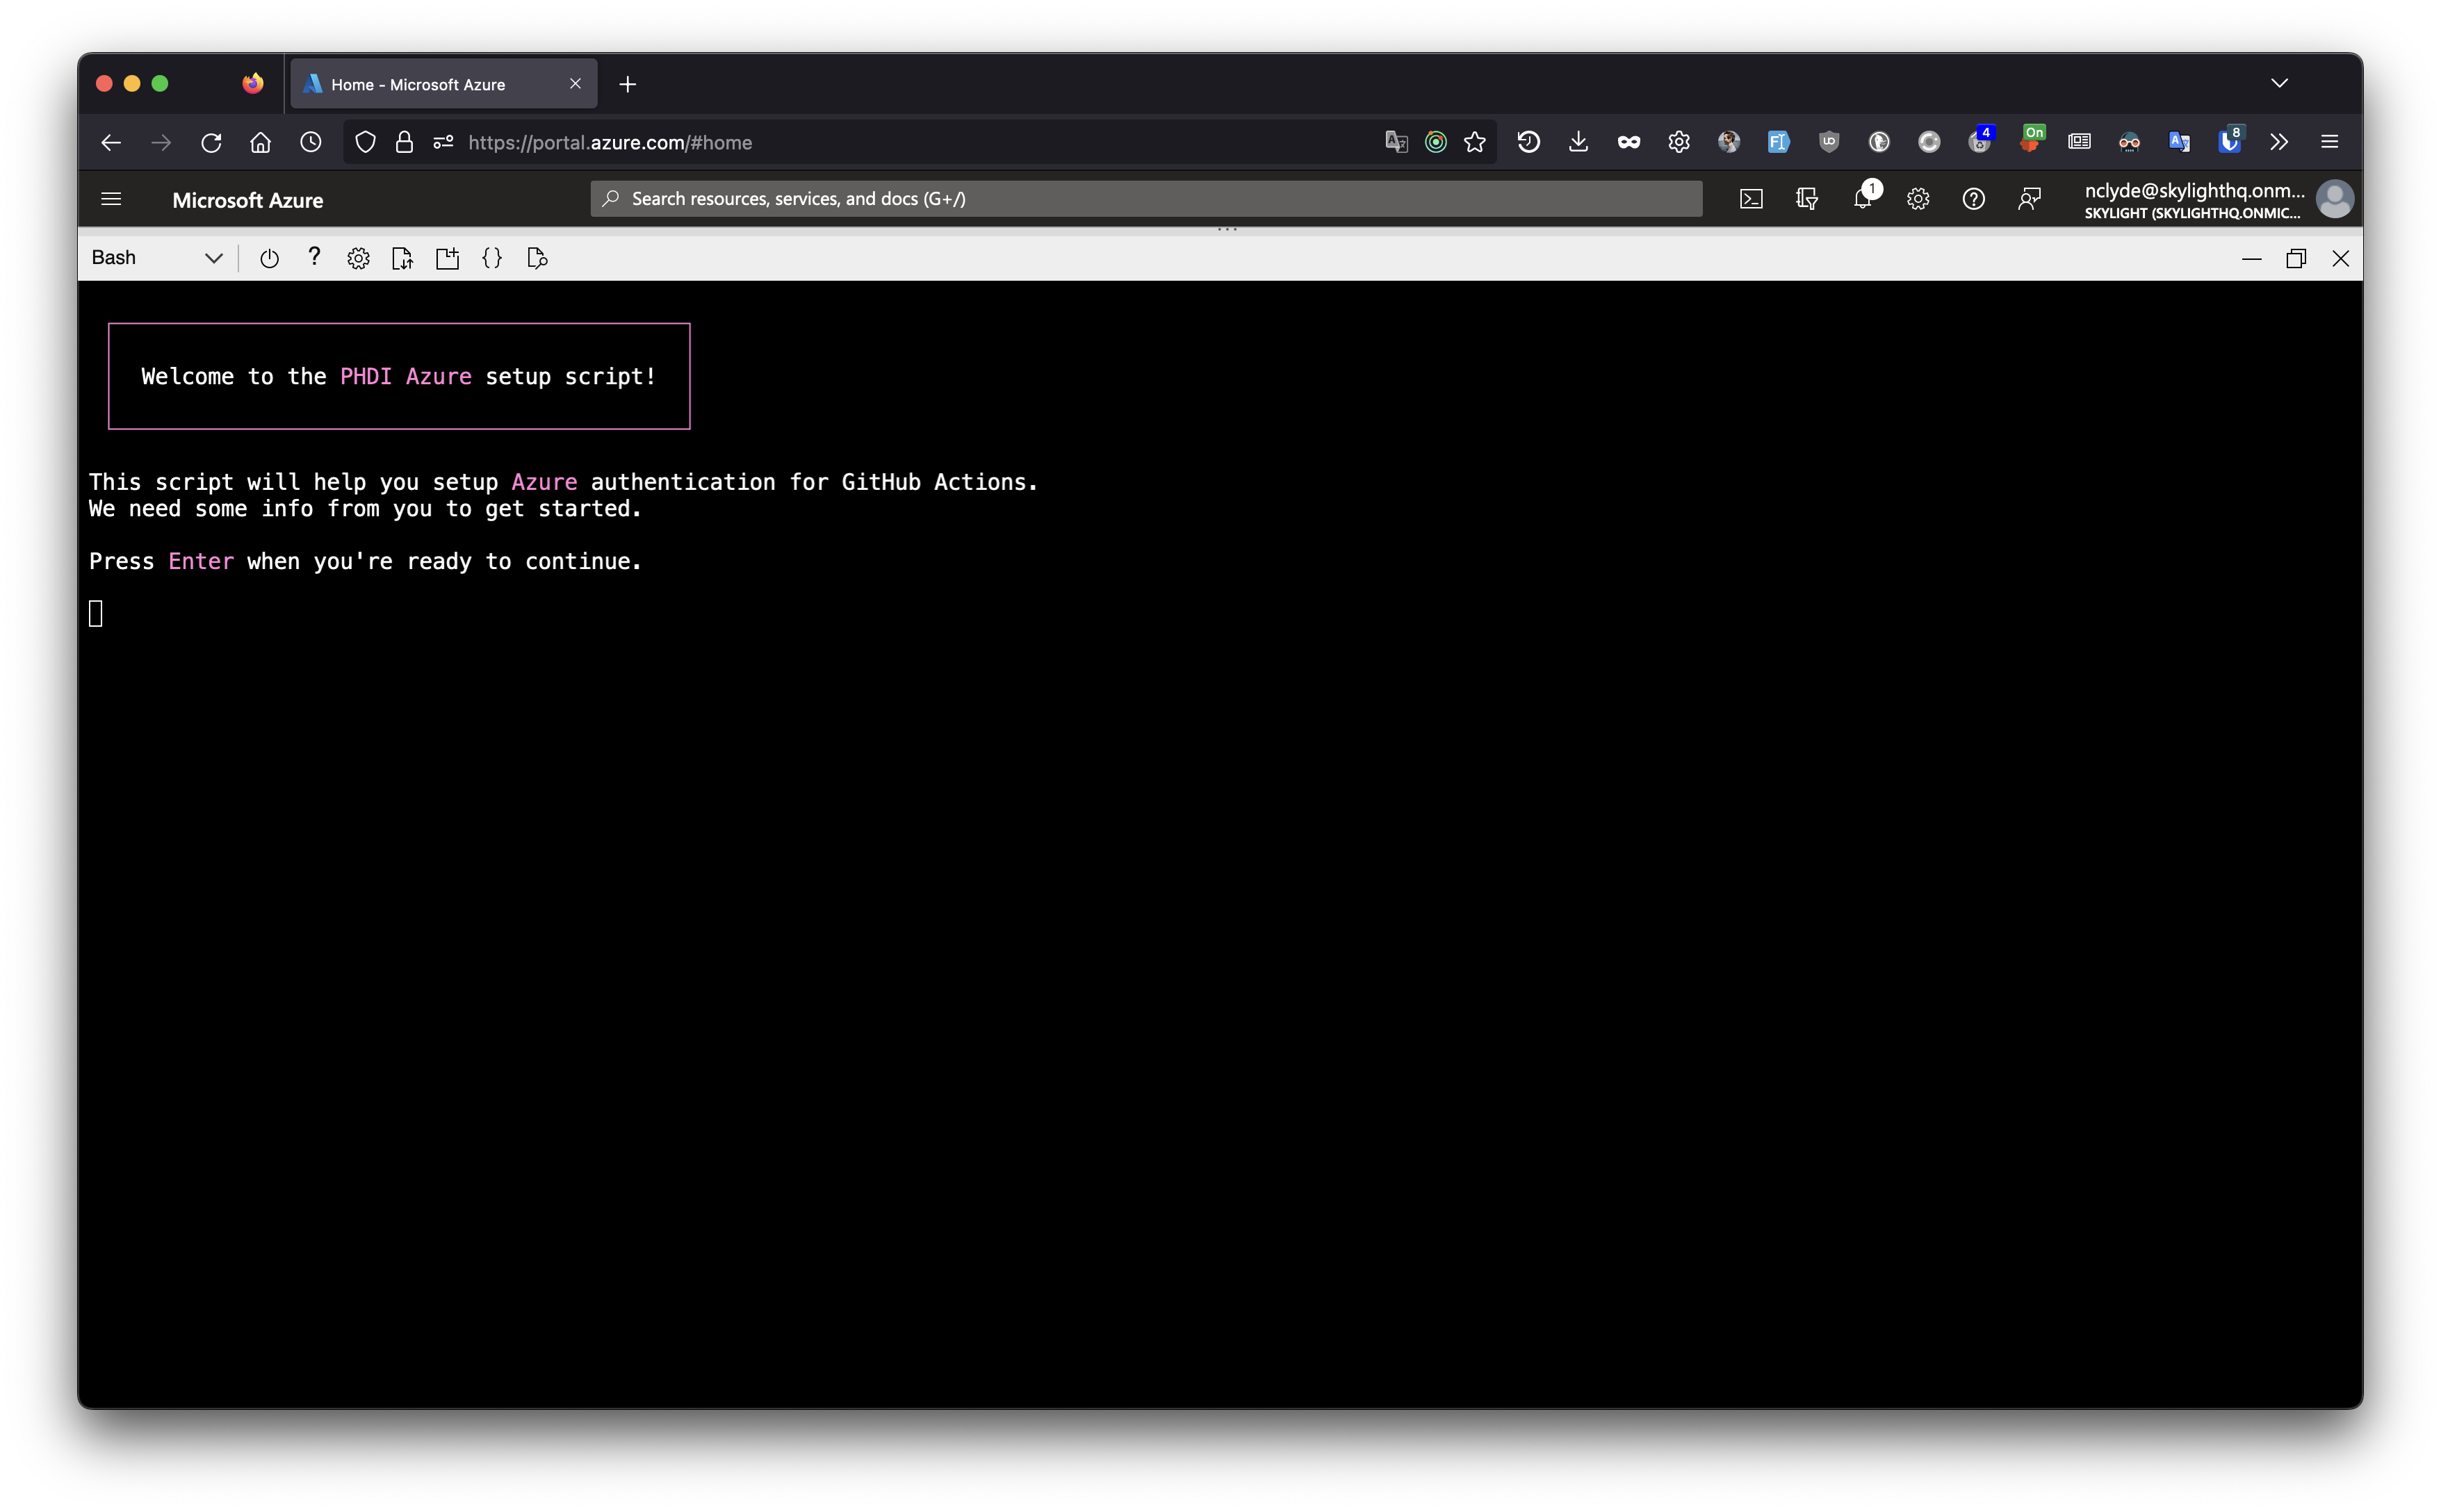 Home - Microsoft Azure
https://portal.azure.com/#home
4
On
8
Microsoft Azure
Search resources, services, and docs (G+/)
1
nclyde@skylighthq.onm...
SKYLIGHT (SKYLIGHTHQ.ONMIC...
Bash
Welcome to the PHDI Azure setup script!
This script will help you setup Azure authentication for GitHub Actions.
We need some info from you to get started.
Press Enter when you're ready to continue.